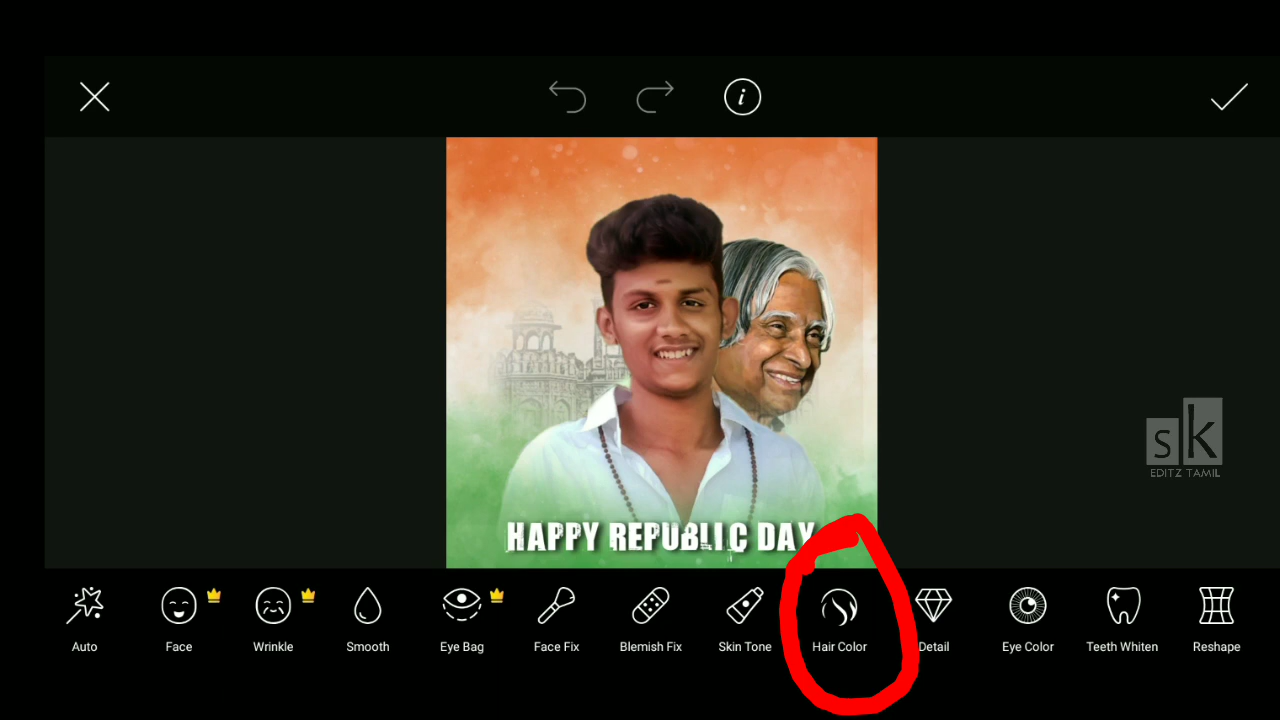 HAPPY REPUBLIC DAY
sk
EDITZ TAMIL
Auto
Face
Wrinkle
Smooth
Eye Bag
Face Fix
Blemish Fix
Skin Tone
Hair Color
Detail
Eye Color
Teeth Whiten
Reshape